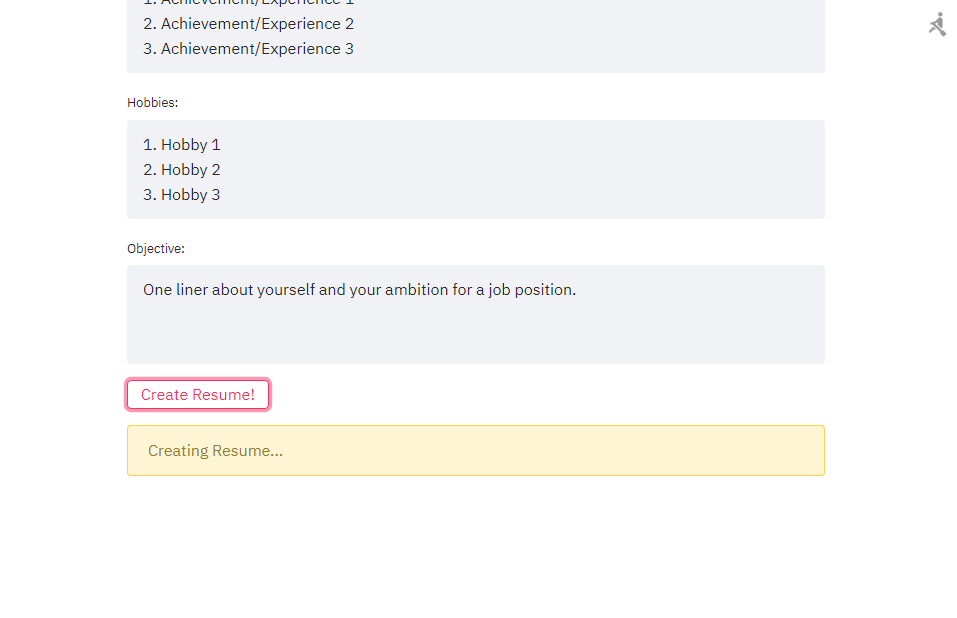 1. Achievement/Experience 1
2. Achievement/Experience 2
3. Achievement/Experience 3
Hobbies:
1. Hobby 1
2. Hobby 2
3. Hobby 3
Objective:
One liner about yourself and your ambition for a job position.
Create Resume!
Creating Resume...